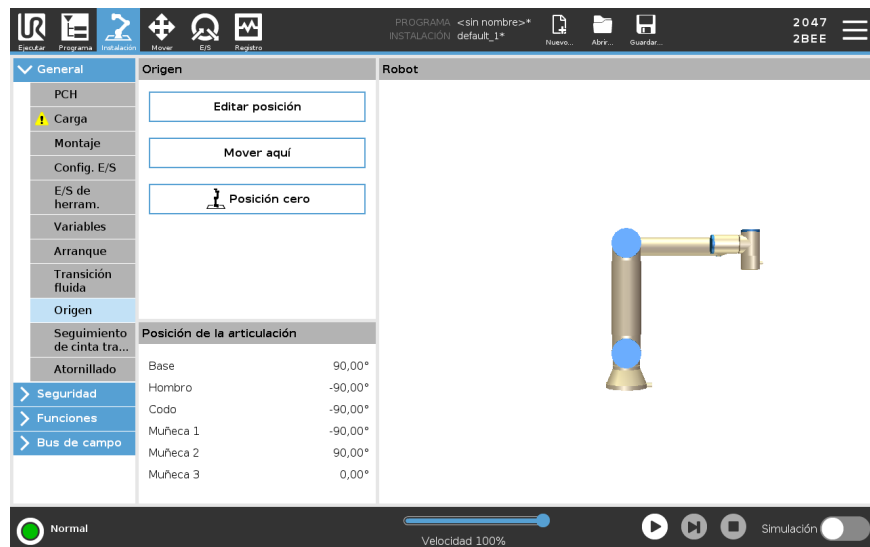 UR
PROGRAMA <sin nombre>*
INSTALACIÓN default_1*
2047
2BEE
Ejecutar Programa Instalación Mover E/S Registro Nuevo... Abrir... Guardar...
General
PCH
Carga
Montaje
Config. E/S
E/S de
herram.
Variables
Arranque
Transición
fluida
Origen
Seguimiento
de cinta tra...
Atornillado
Seguridad
Funciones
Bus de campo
Origen
Editar posición
Mover aquí
Posición cero
Posición de la articulación
Base 90,00°
Hombro -90,00°
Codo -90,00°
Muñeca 1 -90,00°
Muñeca 2 90,00°
Muñeca 3 0,00°
Robot
Normal
Velocidad 100%
Simulación